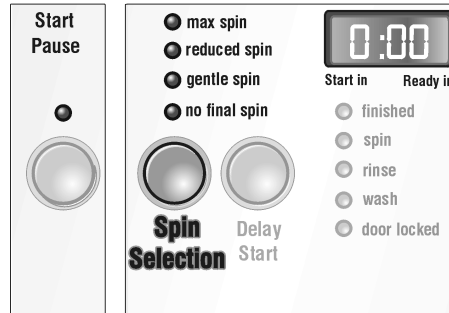 Start
Pause
max spin
reduced spin
gentle spin
no final spin
Spin
Selection
Delay
Start
0:00
Start in Ready in
finished
spin
rinse
wash
door locked